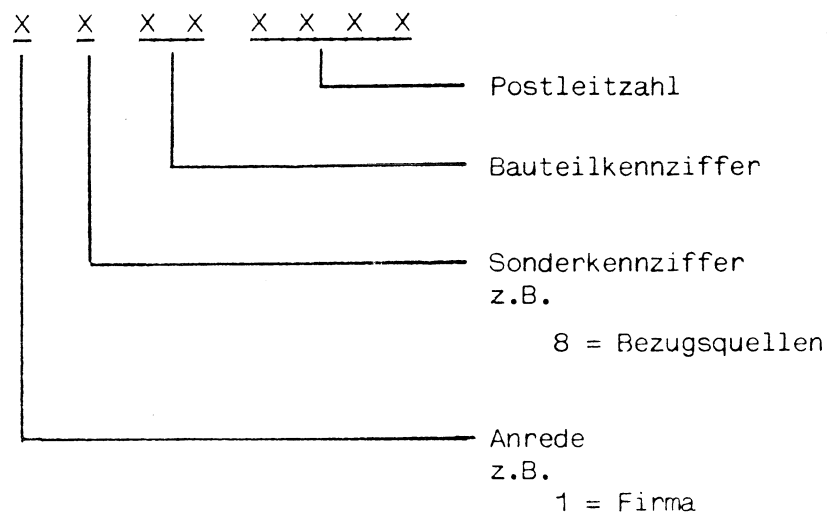 X X X X X X X X
Postleitzahl
Bauteilkennziffer
Sonderkennziffer
z.B.
8 = Bezugsquellen
Anrede
z.B.
1 = Firma